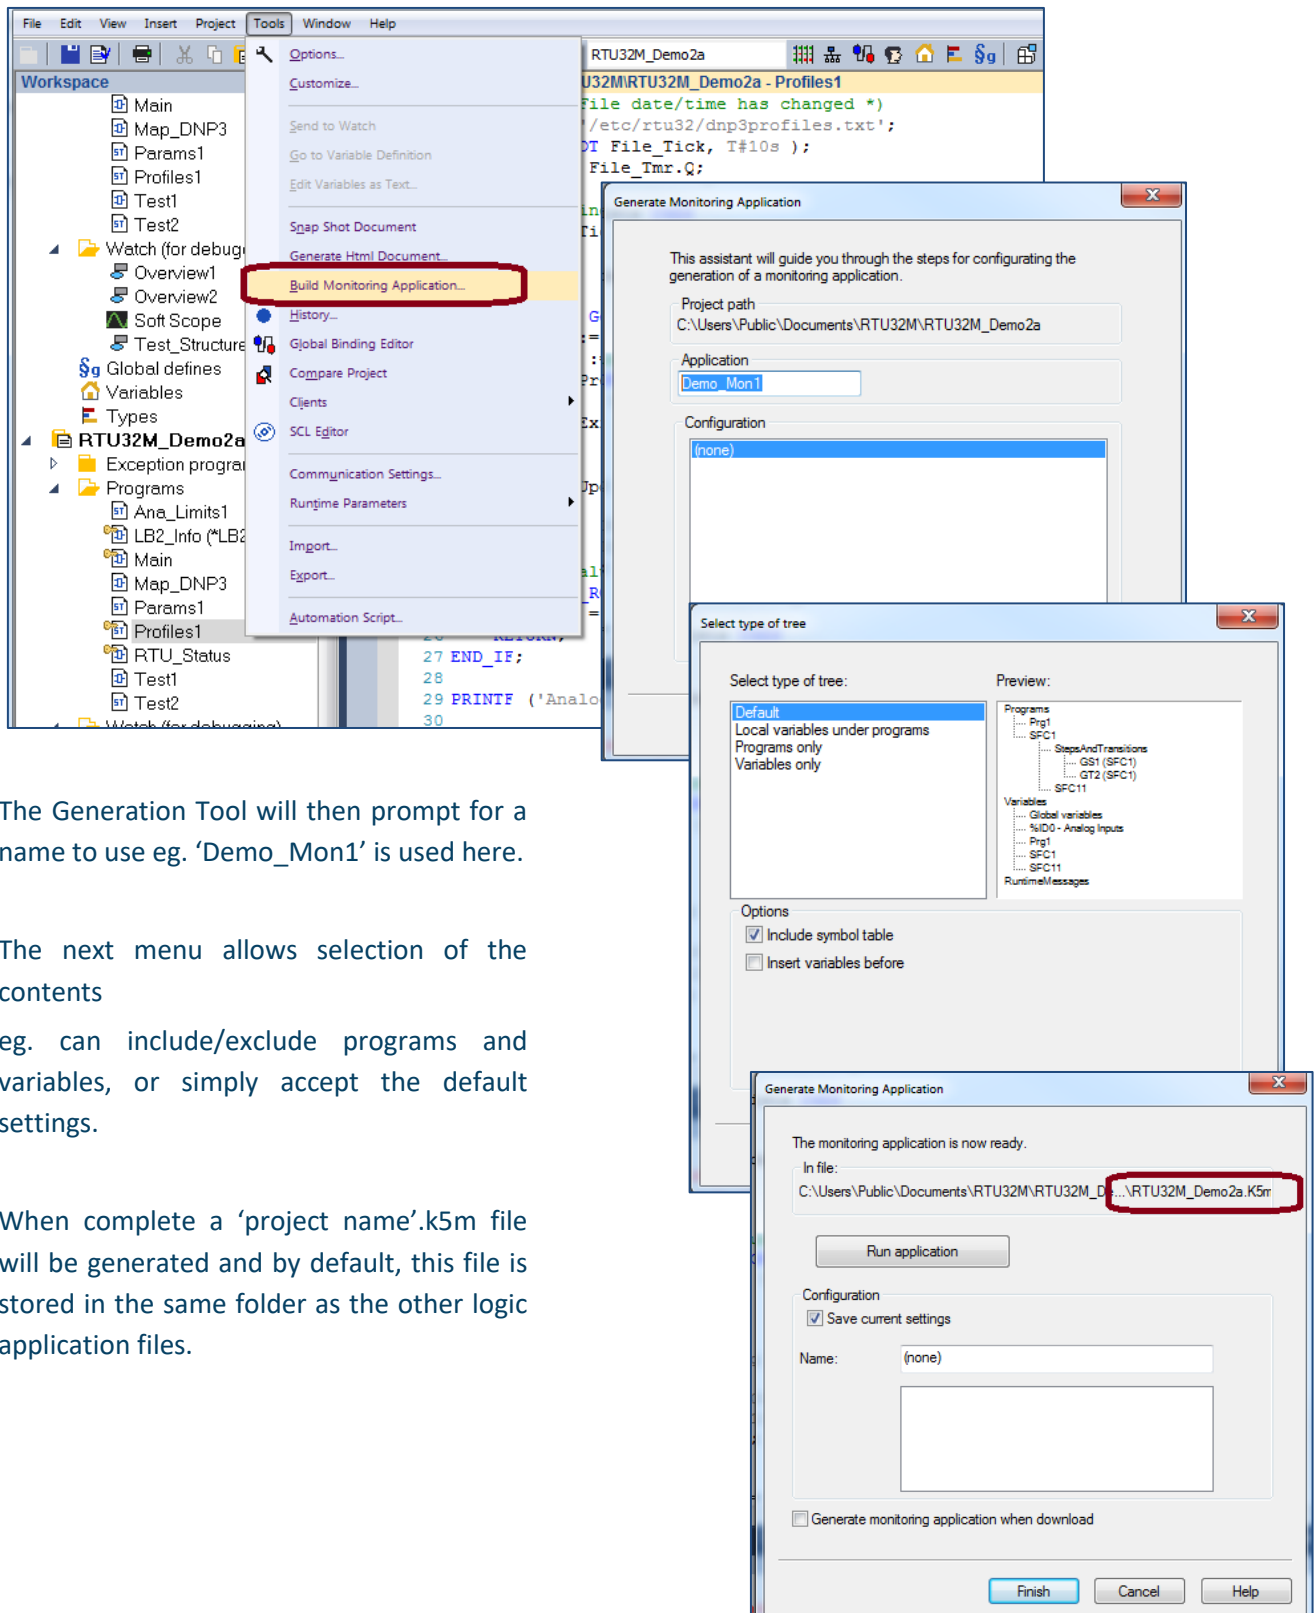 File Edit View Insert Project Tools Window Help
RTU32M_Demo2a
Workspace
Main
Map_DNP3
Params1
Profiles1
Test1
Test2
Watch (for debug
Overview1
Overview2
Soft Scope
Test_Structure
Global defines
Variables
Types
RTU32M_Demo2a
Exception progra
Programs
Ana_Limits1
LB2_Info (*LB2
Main
Map_DNP3
Params1
Profiles1
RTU_Status
Test1
Test2
Watch (for debugging)
Options...
Customize...
Send to Watch
Go to Variable Definition
Edit Variables as Text...
Snap Shot Document
Generate Html Document...
Build Monitoring Application...
History...
Global Binding Editor
Compare Project
Clients
SCL Editor
Communication Settings...
Runtime Parameters
Import...
Export...
Automation Script...
U32M\RTU32M_Demo2a - Profiles1
File date/time has changed *)
'/etc/rtu32/dnp3profiles.txt';
OT File_Tick, T#10s );
File_Tmr.Q;
26 RETURN;
27 END_IF;
28
29 PRINTF ('Analo
30
Generate Monitoring Application
This assistant will guide you through the steps for configuring the
generation of a monitoring application.
Project path
C:\Users\Public\Documents\RTU32M\RTU32M_Demo2a
Application
Demo_Mon1
Configuration
(none)
Select type of tree
Select type of tree:
Default
Local variables under programs
Programs only
Variables only
Preview:
Programs
Prg1
SFC1
StepsAndTransitions
GS1 (SFC1)
GT2 (SFC1)
SFC11
Variables
Global variables
%ID0 - Analog Inputs
Prg1
SFC1
SFC11
RuntimeMessages
Options
Include symbol table
Insert variables before
Generate Monitoring Application
The monitoring application is now ready.
In file:
C:\Users\Public\Documents\RTU32M\RTU32M_De...\RTU32M_Demo2a.K5m
Run application
Configuration
Save current settings
Name: (none)
Generate monitoring application when download
Finish Cancel Help
The Generation Tool will then prompt for a
name to use eg. ‘Demo_Mon1’ is used here.
The next menu allows selection of the
contents
eg. can include/exclude programs and
variables, or simply accept the default
settings.
When complete a ‘project name’.k5m file
will be generated and by default, this file is
stored in the same folder as the other logic
application files.